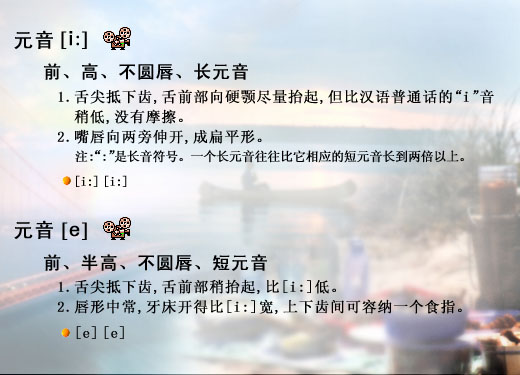 元音[i:]
前、高、不圆唇、长元音
1.舌尖抵下齿,舌前部向硬颚尽量抬起,但比汉语普通话的“i”音
稍低,没有摩擦。
2.嘴唇向两旁伸开,成扁平形。
注:“:”是长音符号。一个长元音往往比它相应的短元音长到两倍以上。
[i:] [i:]
元音[e]
前、半高、不圆唇、短元音
1.舌尖抵下齿,舌前部稍抬起,比[i:]低。
2.唇形中常,牙床开得比[i:]宽,上下齿间可容纳一个食指。
[e] [e]